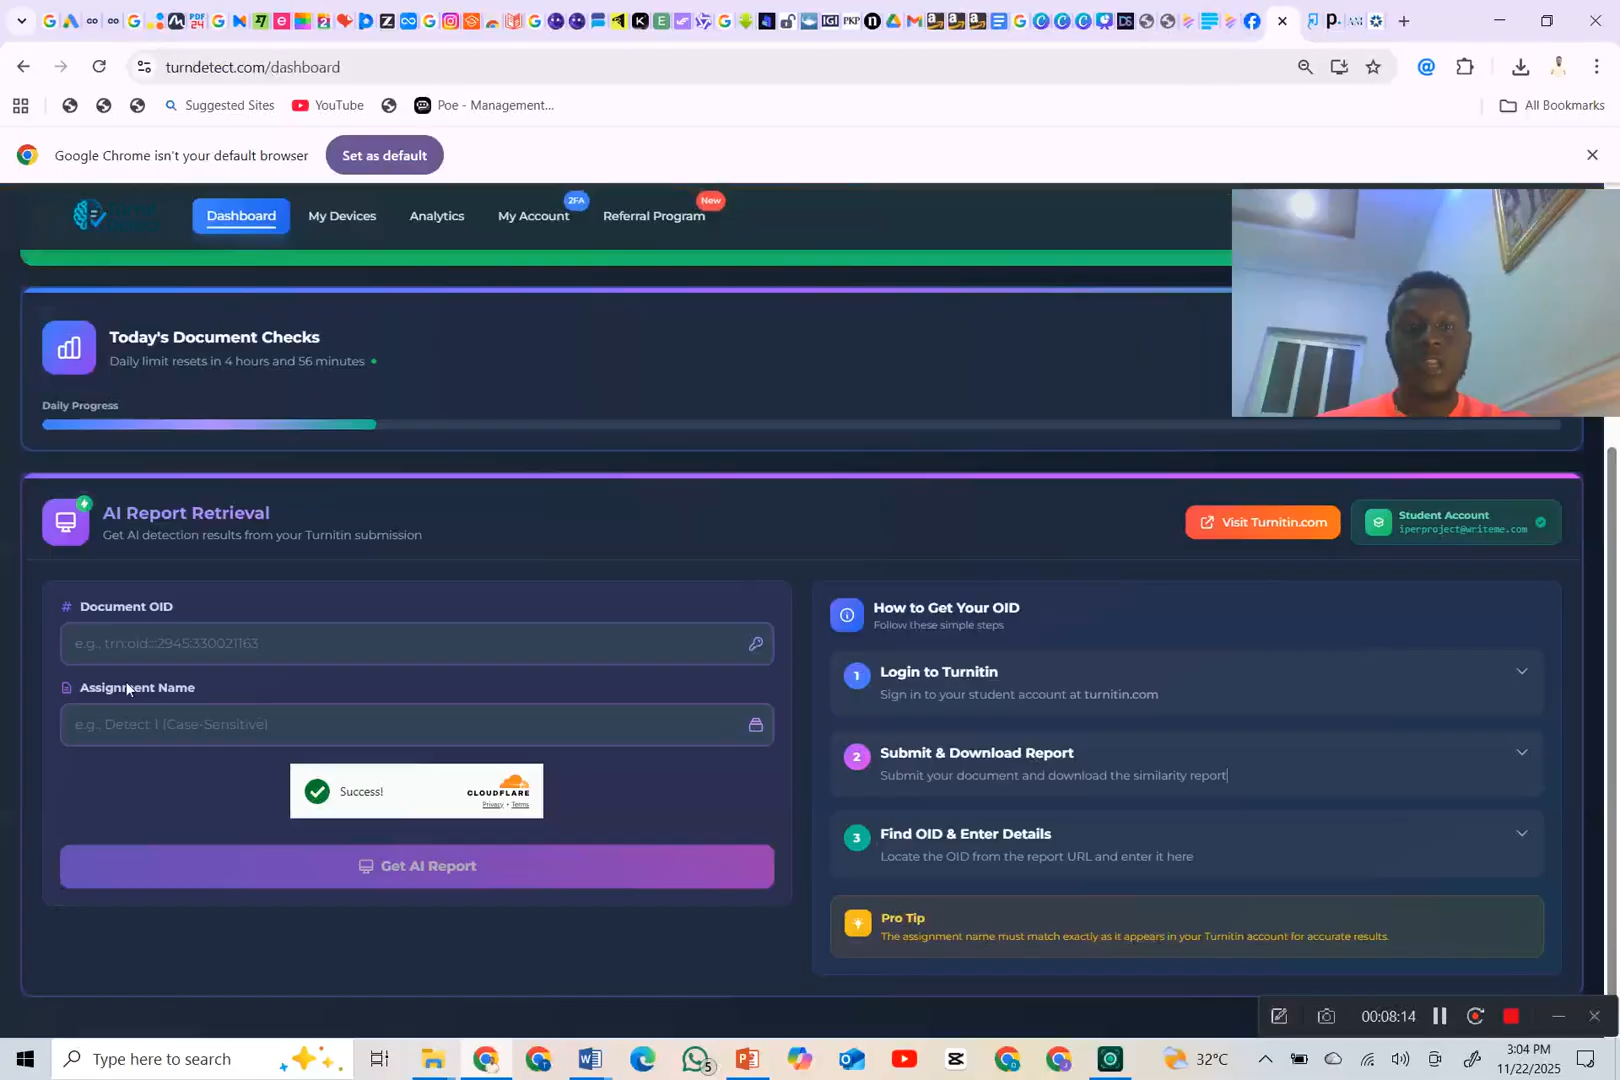 turndetect.com/dashboard
Suggested Sites
YouTube
Poe - Management...
All Bookmarks
Google Chrome isn't your default browser
Set as default
Dashboard
My Devices
Analytics
My Account
2FA
Referral Program
New
Today's Document Checks
Daily limit resets in 4 hours and 56 minutes
Daily Progress
AI Report Retrieval
Get AI detection results from your Turnitin submission
Visit Turnitin.com
Student Account
iperproject@writeme.com
# Document OID
e.g., trn:oid:::2945:330021163
Assignment Name
e.g., Detect 1 (Case-Sensitive)
Success!
CLOUDFLARE
Privacy • Terms
Get AI Report
How to Get Your OID
Follow these simple steps
1 Login to Turnitin
Sign in to your student account at turnitin.com
2 Submit & Download Report
Submit your document and download the similarity report
3 Find OID & Enter Details
Locate the OID from the report URL and enter it here
Pro Tip
The assignment name must match exactly as it appears in your Turnitin account for accurate results.
00:08:14
Type here to search
5
32°C
3:04 PM
11/22/2025